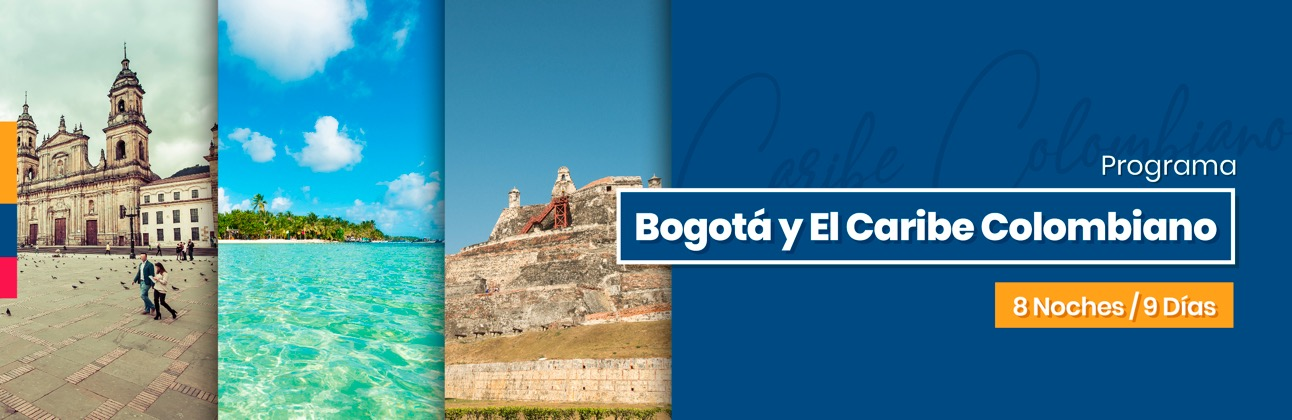 Caribe Colombiano
Programa
Bogotá y El Caribe Colombiano
8 Noches / 9 Días